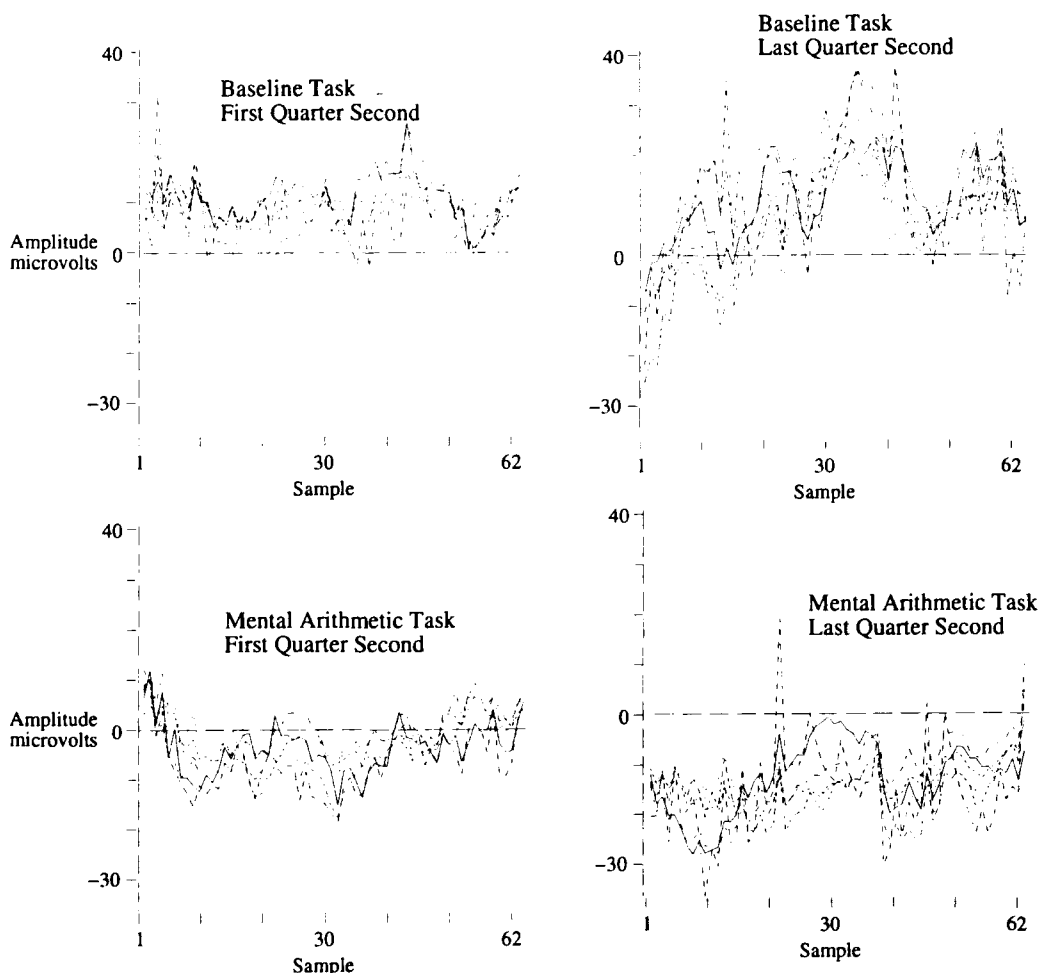 40
Baseline Task
First Quarter Second
Amplitude
microvolts
0
−30
1
30
62
Sample
Baseline Task
Last Quarter Second
40
0
−30
1
30
62
Sample
40
Mental Arithmetic Task
First Quarter Second
Amplitude
microvolts
0
−30
1
30
62
Sample
40
Mental Arithmetic Task
Last Quarter Second
0
−30
1
30
62
Sample